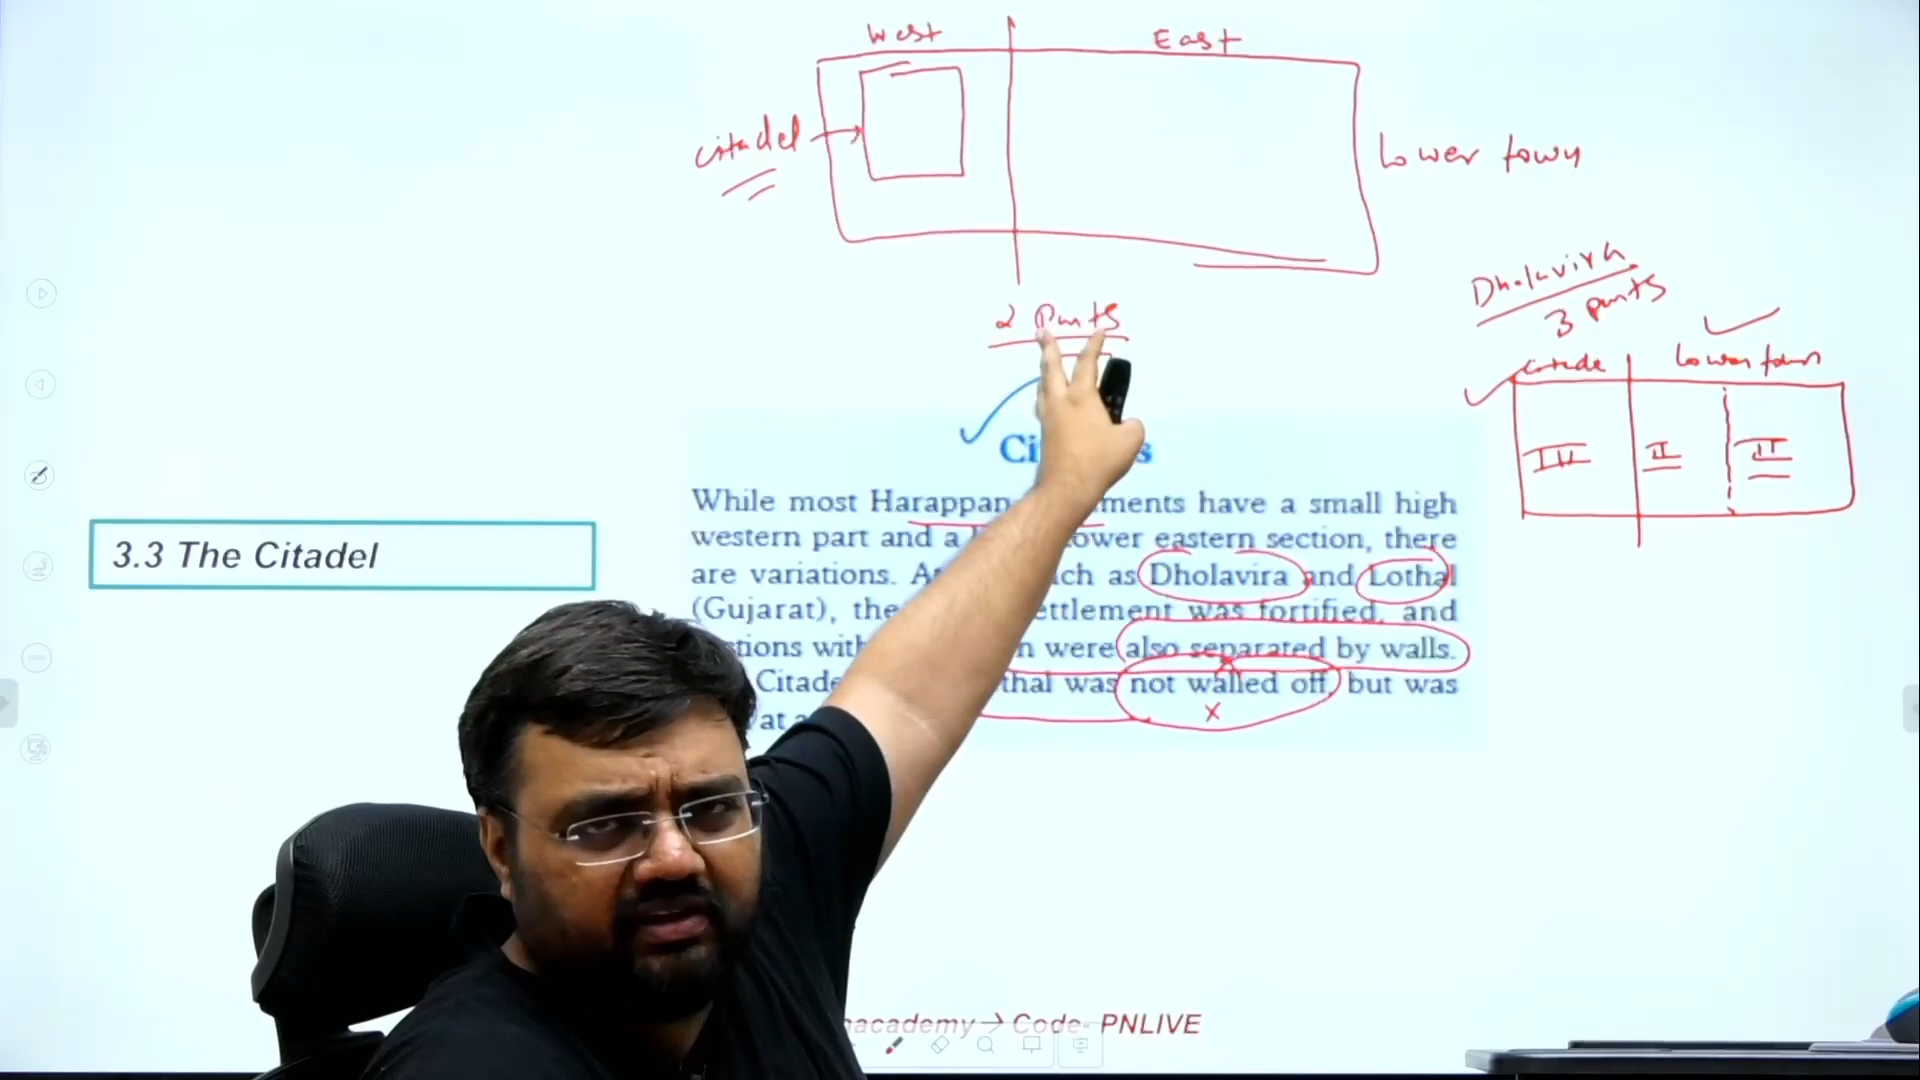 West
East
citadel
Lower town
2 Parts
Dholavira
3 parts
Lower town
III
II
II
3.3 The Citadel
While most Harappan ments have a small high
western part and a ower eastern section, there
are variations. At ch as Dholavira and Lothal
(Gujarat), the ettlement was fortified, and
tions with n were also separated by walls.
Citade thal was not walled off, but was
at a
academy → Code- PNLIVE